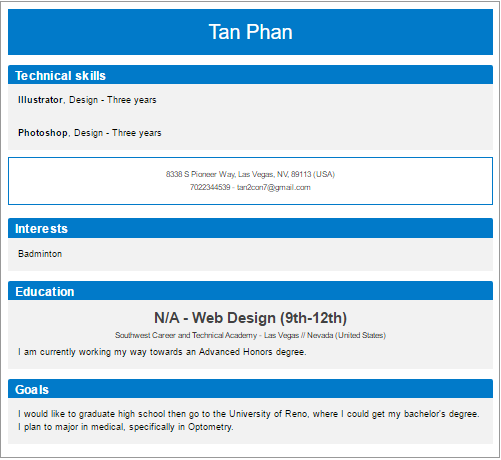 Tan Phan
Technical skills
Illustrator, Design - Three years
Photoshop, Design - Three years
8338 S Pioneer Way, Las Vegas, NV, 89113 (USA)
7022344539 - tan2con7@gmail.com
Interests
Badminton
Education
N/A - Web Design (9th-12th)
Southwest Career and Technical Academy - Las Vegas // Nevada (United States)
I am currently working my way towards an Advanced Honors degree.
Goals
I would like to graduate high school then go to the University of Reno, where I could get my bachelor's degree.
I plan to major in medical, specifically in Optometry.